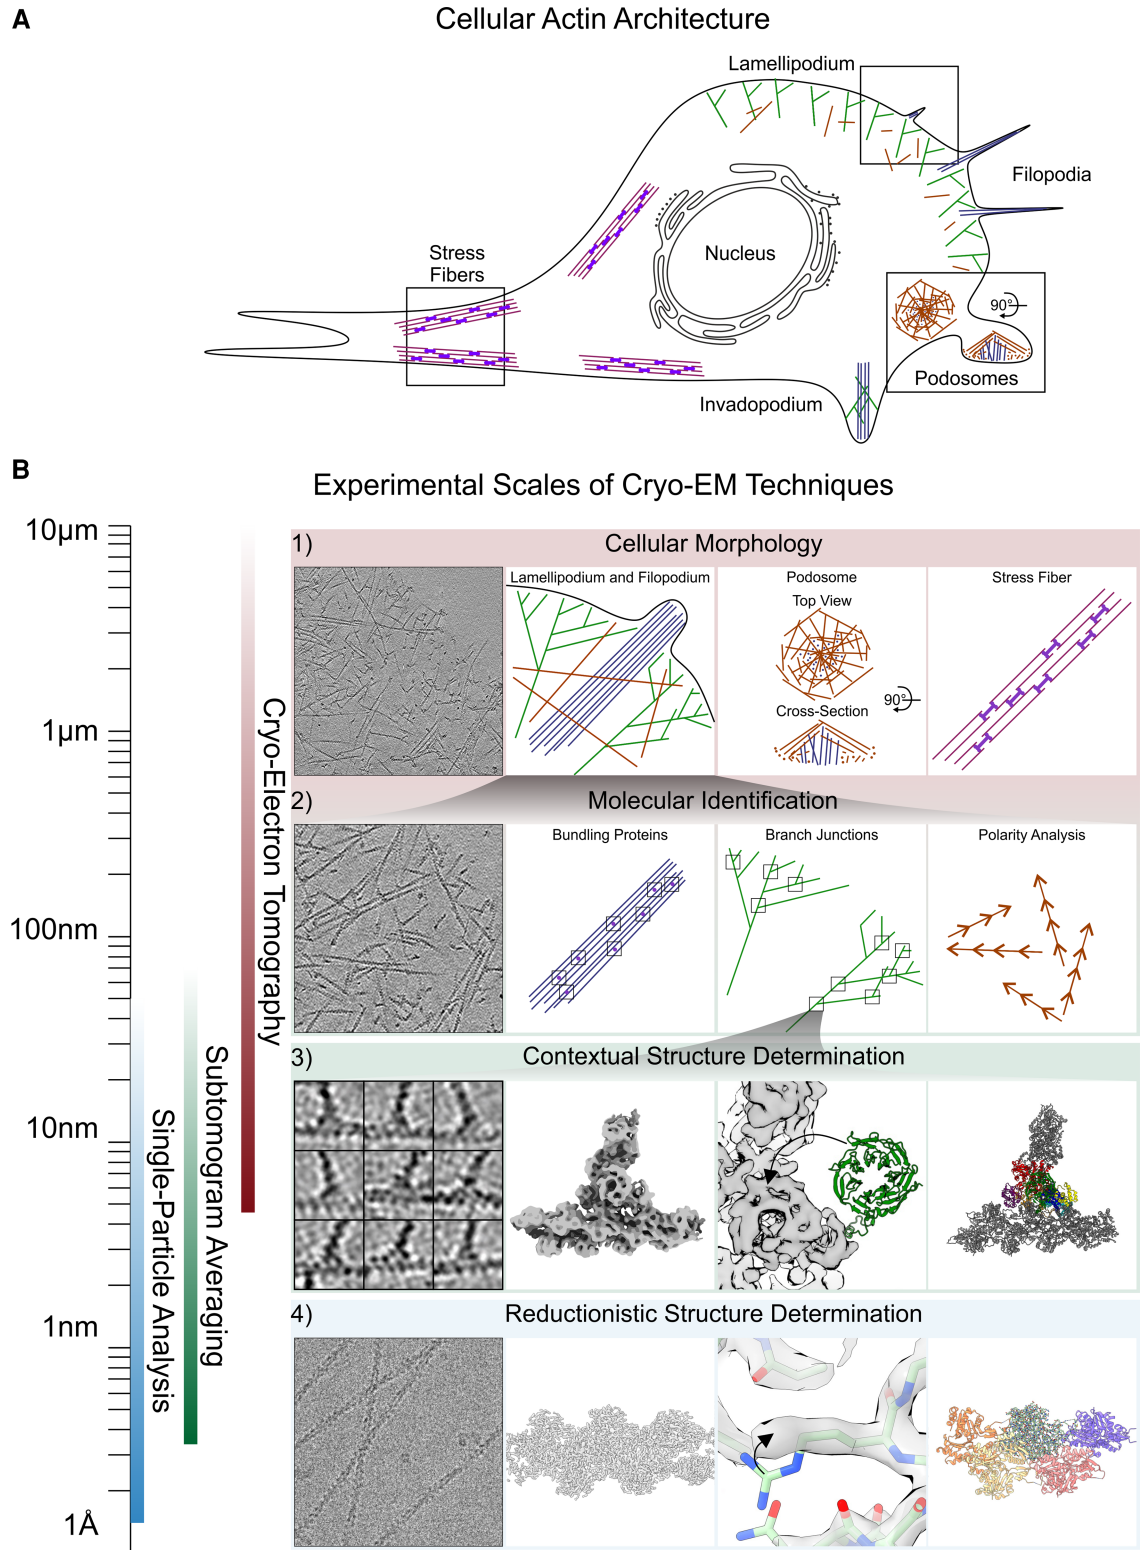 A
Cellular Actin Architecture
Lamellipodium
Filopodia
Stress
Fibers
Nucleus
90°
Podosomes
Invadopodium
B
Experimental Scales of Cryo-EM Techniques
10µm
1µm
100nm
10nm
1nm
1Å
Cryo-Electron Tomography
Subtomogram Averaging
Single-Particle Analysis
1)
Cellular Morphology
Lamellipodium and Filopodium
Podosome
Top View
Cross-Section
90°
Stress Fiber
2)
Molecular Identification
Bundling Proteins
Branch Junctions
Polarity Analysis
3)
Contextual Structure Determination
4)
Reductionistic Structure Determination